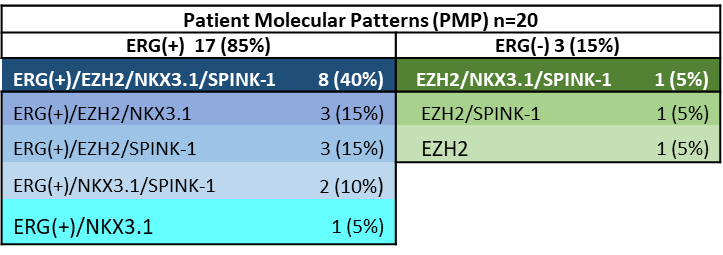 Patient Molecular Patterns (PMP) n=20
ERG(+) 17 (85%) ERG(-) 3 (15%)
ERG(+)/EZH2/NKX3.1/SPINK-1 8 (40%) EZH2/NKX3.1/SPINK-1 1 (5%)
ERG(+)/EZH2/NKX3.1 3 (15%) EZH2/SPINK-1 1 (5%)
ERG(+)/EZH2/SPINK-1 3 (15%) EZH2 1 (5%)
ERG(+)/NKX3.1/SPINK-1 2 (10%)
ERG(+)/NKX3.1 1 (5%)